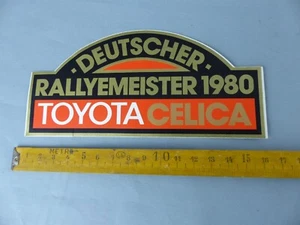 · DEUTSCHER ·
RALLYEMEISTER 1980
TOYOTA CELICA